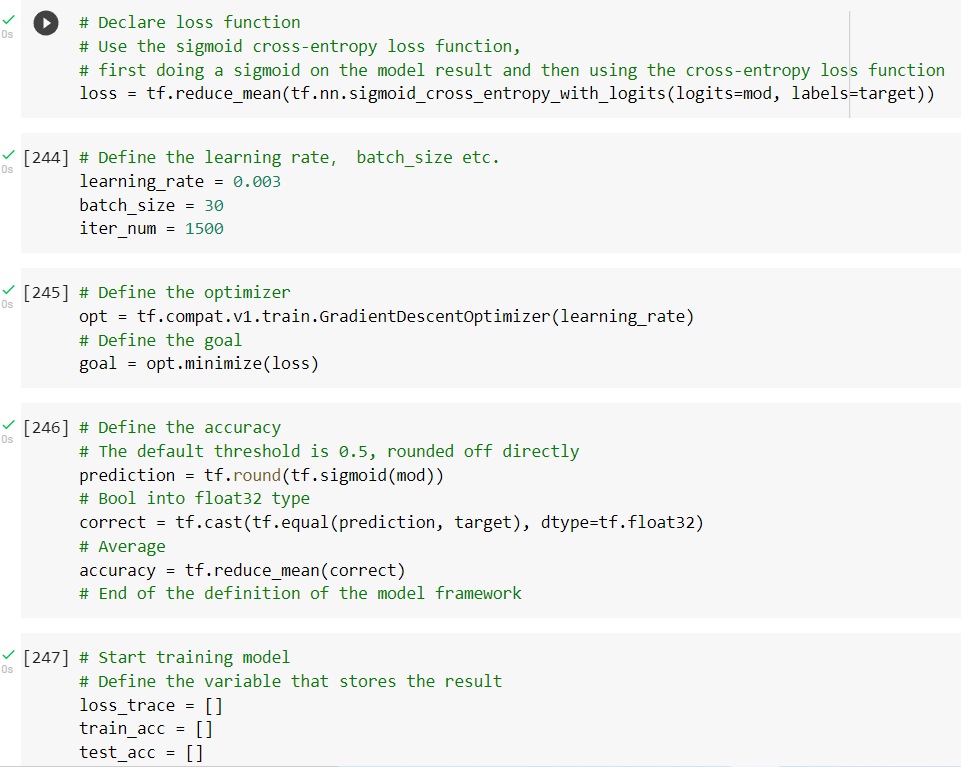 0s
# Declare loss function
# Use the sigmoid cross-entropy loss function,
# first doing a sigmoid on the model result and then using the cross-entropy loss function
loss = tf.reduce_mean(tf.nn.sigmoid_cross_entropy_with_logits(logits=mod, labels=target))
0s
[244] # Define the learning rate,  batch_size etc.
learning_rate = 0.003
batch_size = 30
iter_num = 1500
0s
[245] # Define the optimizer
opt = tf.compat.v1.train.GradientDescentOptimizer(learning_rate)
# Define the goal
goal = opt.minimize(loss)
0s
[246] # Define the accuracy
# The default threshold is 0.5, rounded off directly
prediction = tf.round(tf.sigmoid(mod))
# Bool into float32 type
correct = tf.cast(tf.equal(prediction, target), dtype=tf.float32)
# Average
accuracy = tf.reduce_mean(correct)
# End of the definition of the model framework
0s
[247] # Start training model
# Define the variable that stores the result
loss_trace = []
train_acc = []
test_acc = []